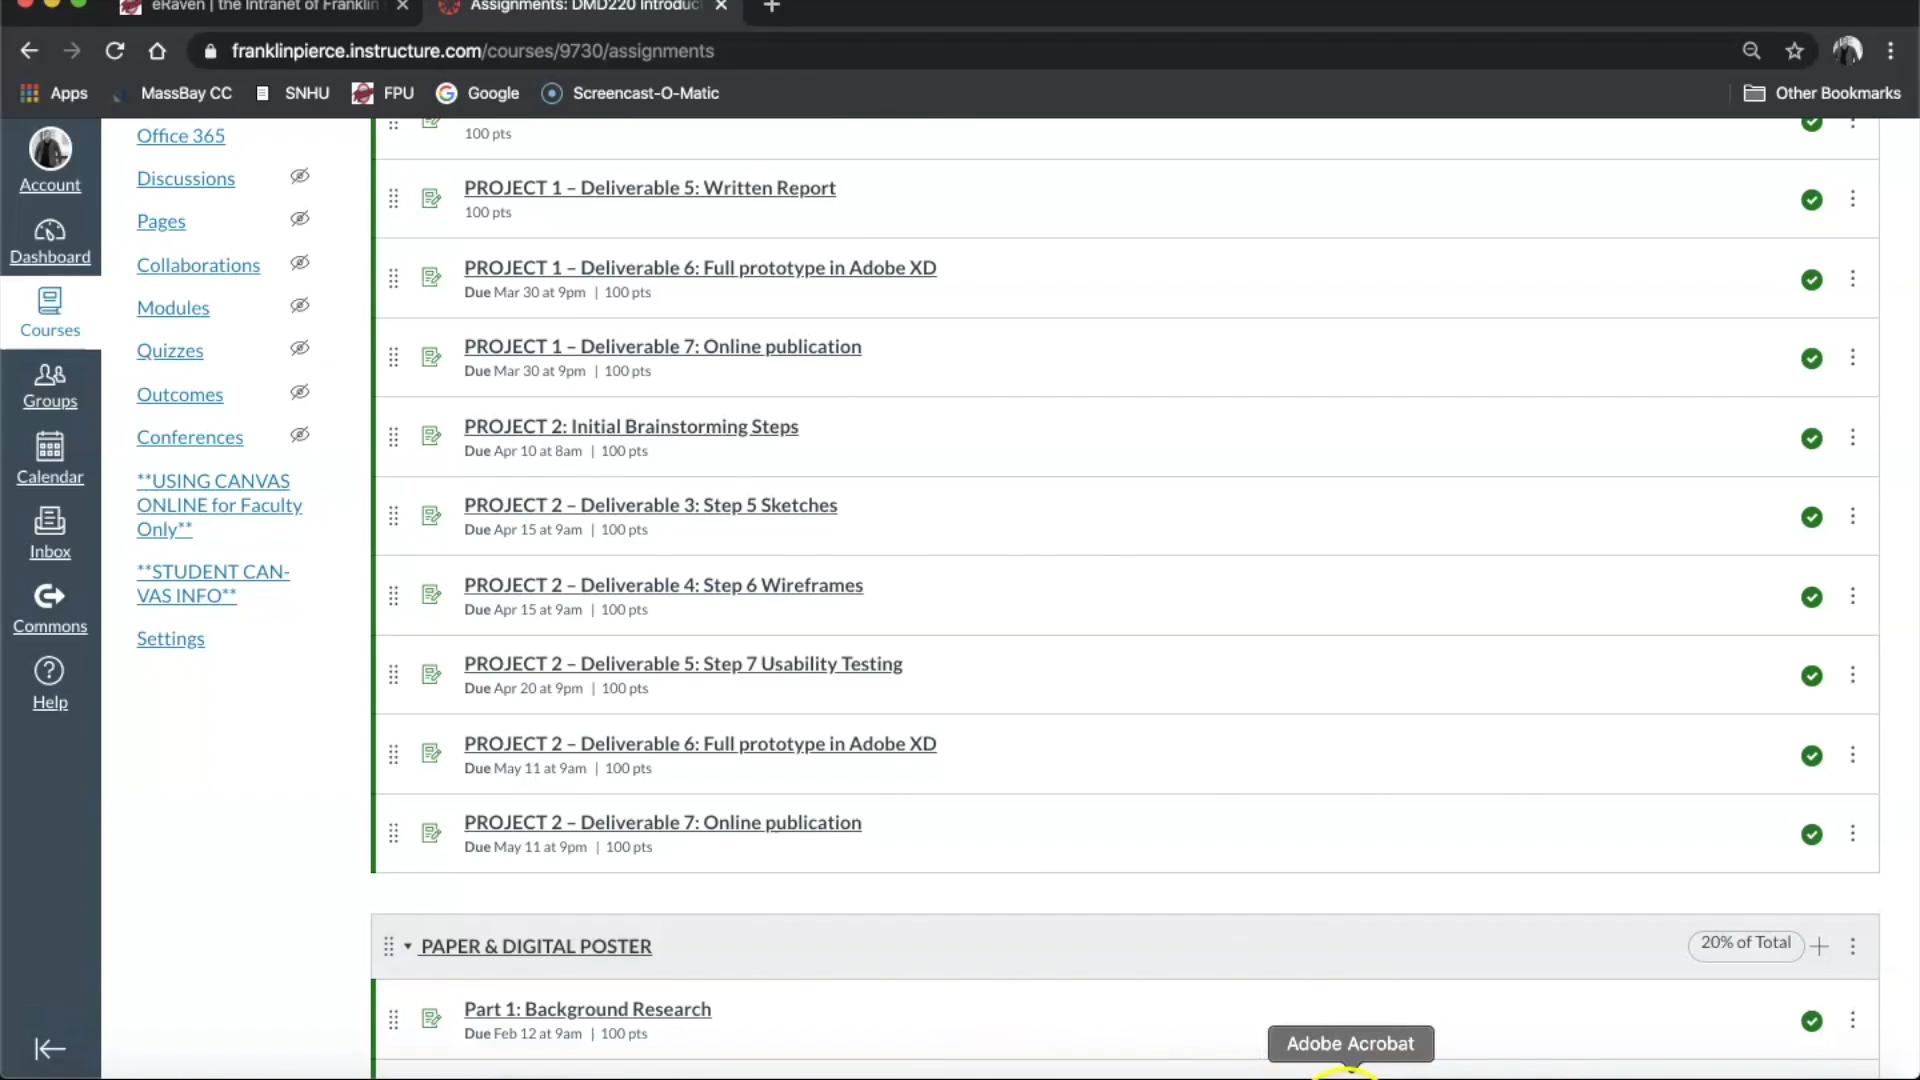 eRaven | the Intranet of Franklin
Assignments: DMD220 Introduc
franklinpierce.instructure.com/courses/9730/assignments
Apps
MassBay CC
SNHU
FPU
Google
Screencast-O-Matic
Other Bookmarks
Account
Dashboard
Courses
Groups
Calendar
Inbox
Commons
Help
Office 365
Discussions
Pages
Collaborations
Modules
Quizzes
Outcomes
Conferences
**USING CANVAS
ONLINE for Faculty
Only**
**STUDENT CAN-
VAS INFO**
Settings
100 pts
PROJECT 1 – Deliverable 5: Written Report
100 pts
PROJECT 1 – Deliverable 6: Full prototype in Adobe XD
Due Mar 30 at 9pm | 100 pts
PROJECT 1 – Deliverable 7: Online publication
Due Mar 30 at 9pm | 100 pts
PROJECT 2: Initial Brainstorming Steps
Due Apr 10 at 8am | 100 pts
PROJECT 2 – Deliverable 3: Step 5 Sketches
Due Apr 15 at 9am | 100 pts
PROJECT 2 – Deliverable 4: Step 6 Wireframes
Due Apr 15 at 9am | 100 pts
PROJECT 2 – Deliverable 5: Step 7 Usability Testing
Due Apr 20 at 9pm | 100 pts
PROJECT 2 – Deliverable 6: Full prototype in Adobe XD
Due May 11 at 9am | 100 pts
PROJECT 2 – Deliverable 7: Online publication
Due May 11 at 9pm | 100 pts
PAPER & DIGITAL POSTER
20% of Total
Part 1: Background Research
Due Feb 12 at 9am | 100 pts
Adobe Acrobat